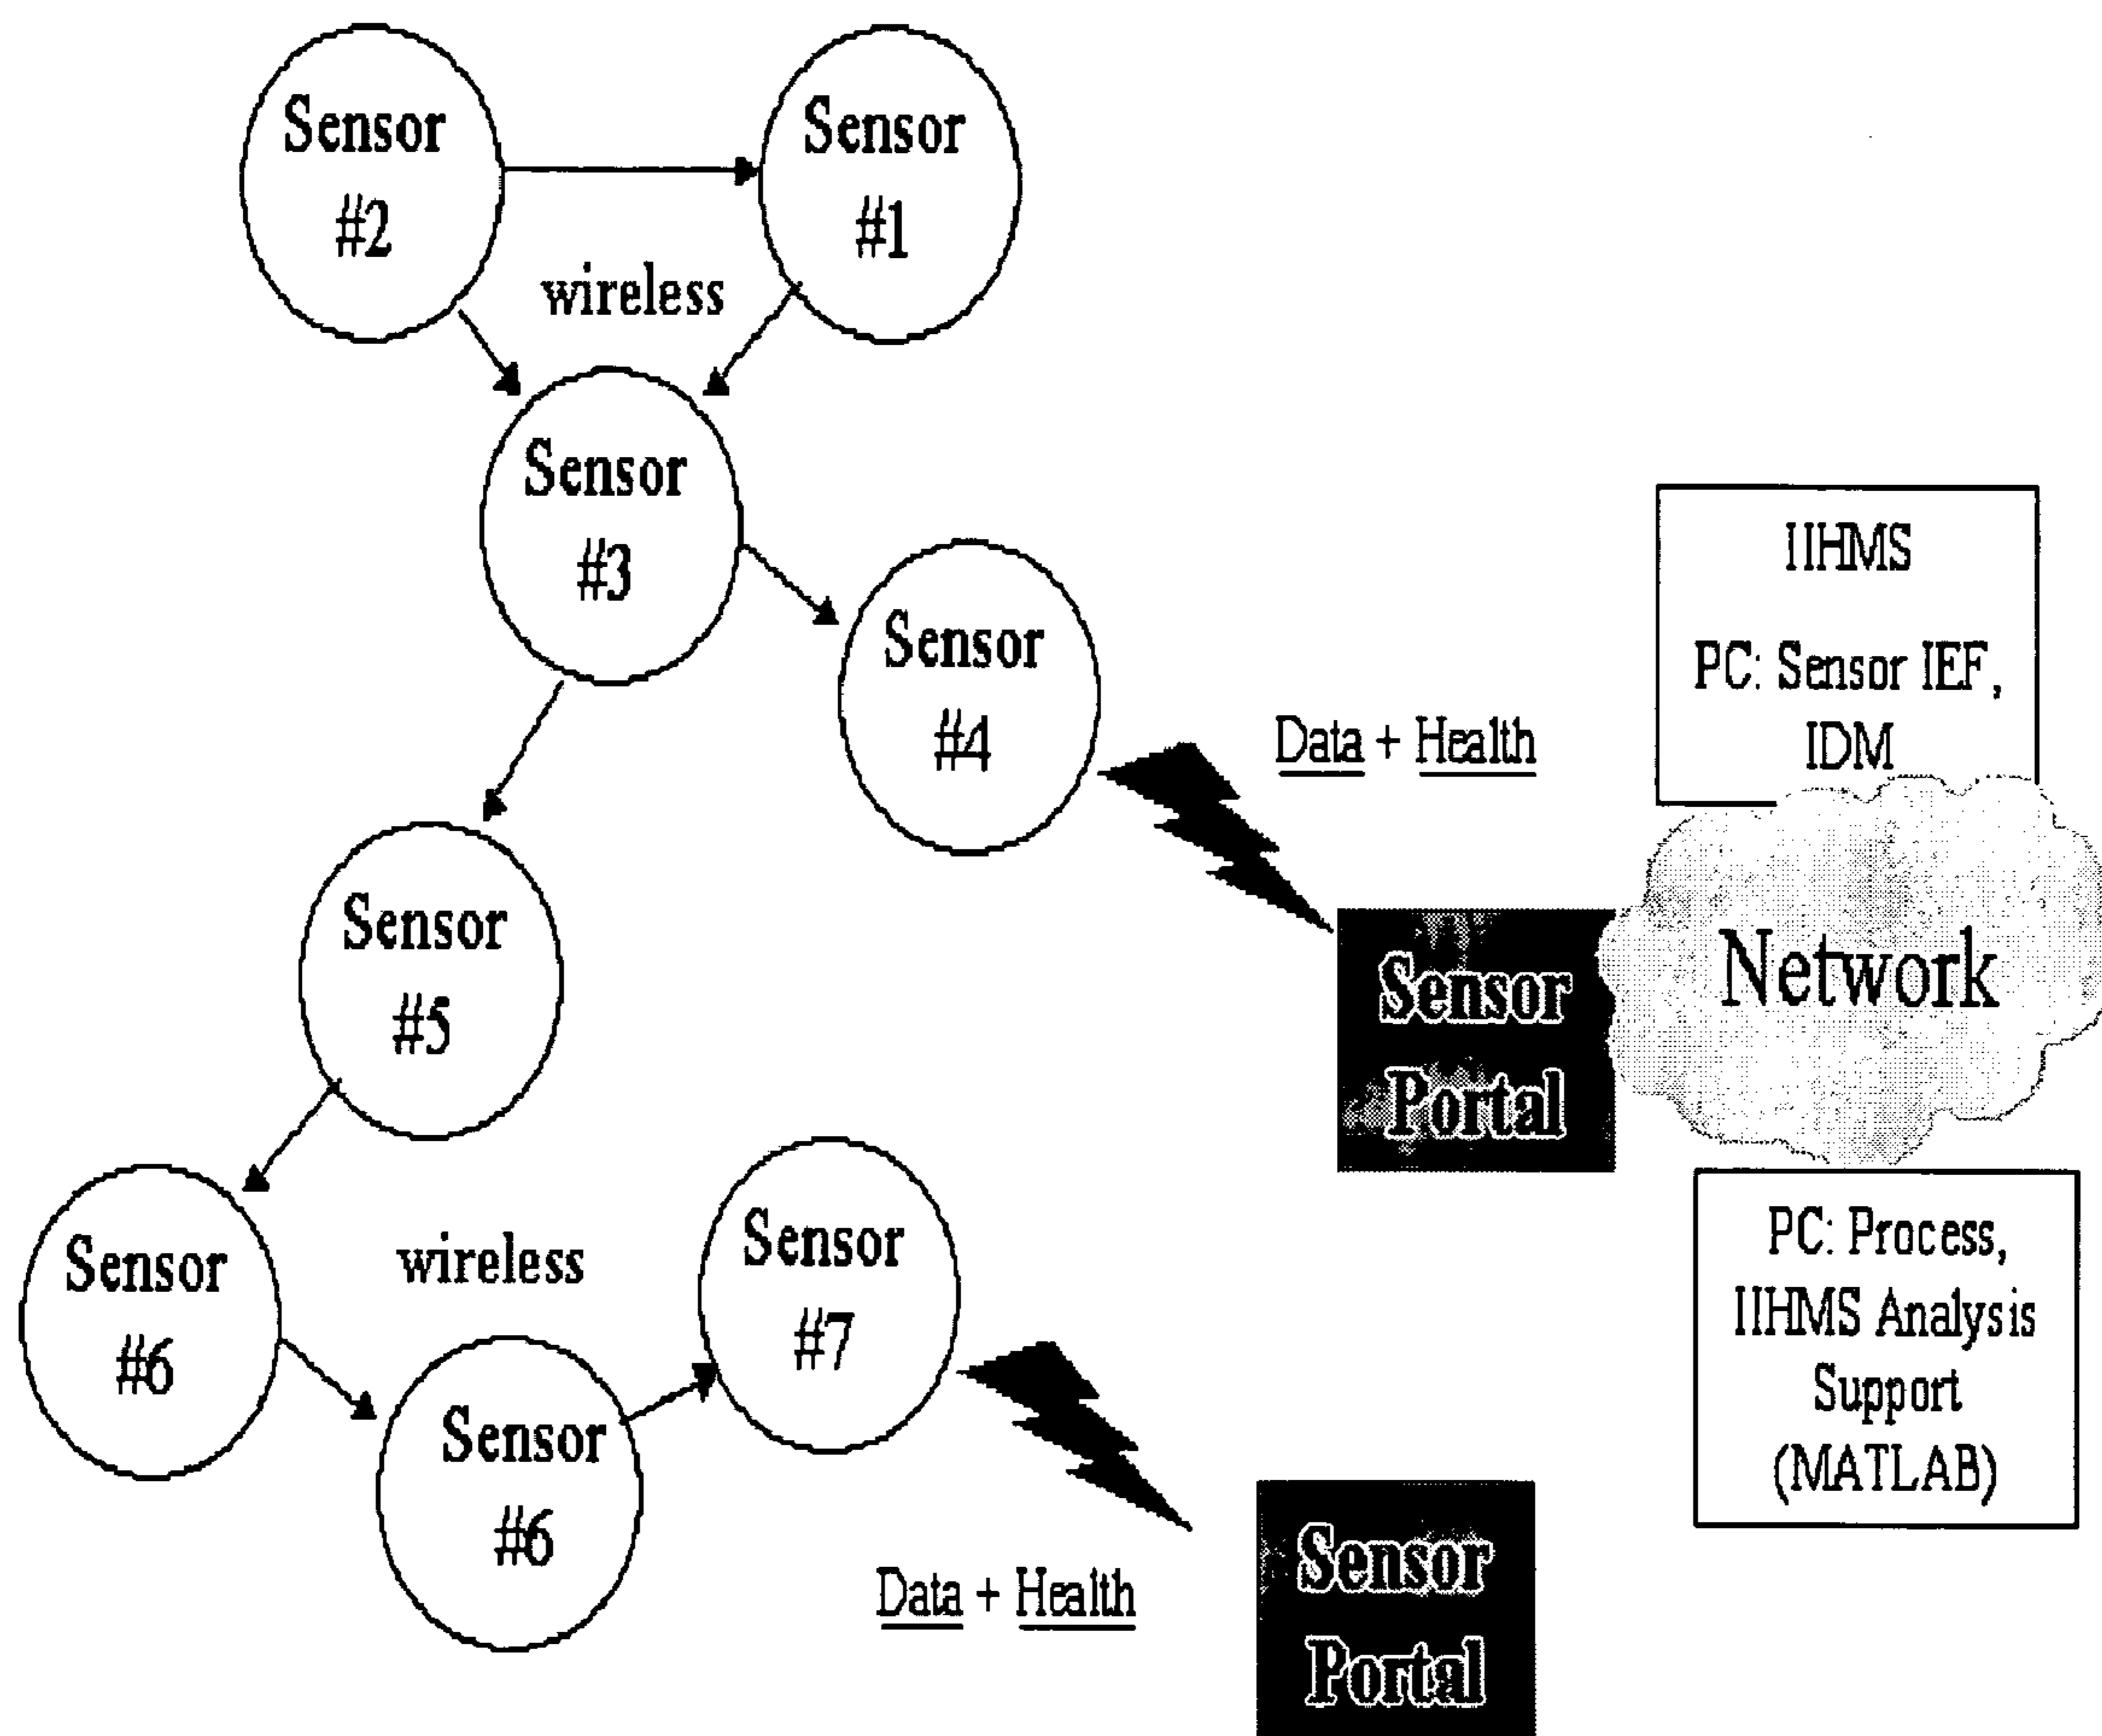 Sensor
#2
Sensor
#1
wireless
Sensor
#3
Sensor
#4
Data + Health
IIHMS
PC: Sensor IEF,
IDM
Network
Sensor
Portal
Sensor
#5
Sensor
#6
wireless
Sensor
#7
Sensor
#6
Data + Health
Sensor
Portal
PC: Process,
IIHMS Analysis
Support
(MATLAB)